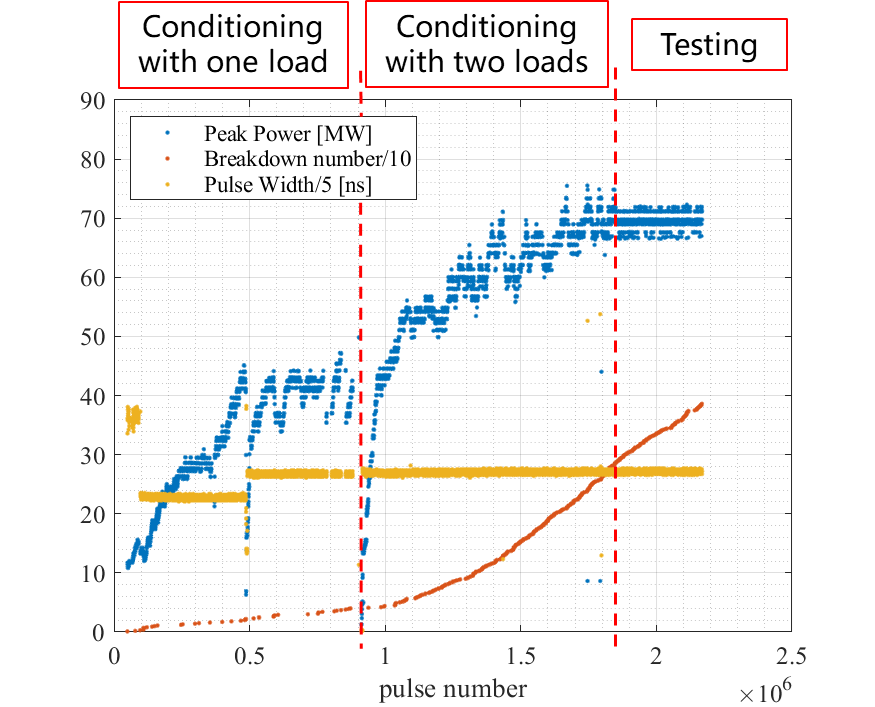 Conditioning
with one load
Conditioning
with two loads
Testing
90
80
70
60
50
40
30
20
10
0
Peak Power [MW]
Breakdown number/10
Pulse Width/5 [ns]
0
0.5
1
1.5
2
2.5
pulse number
×10⁶